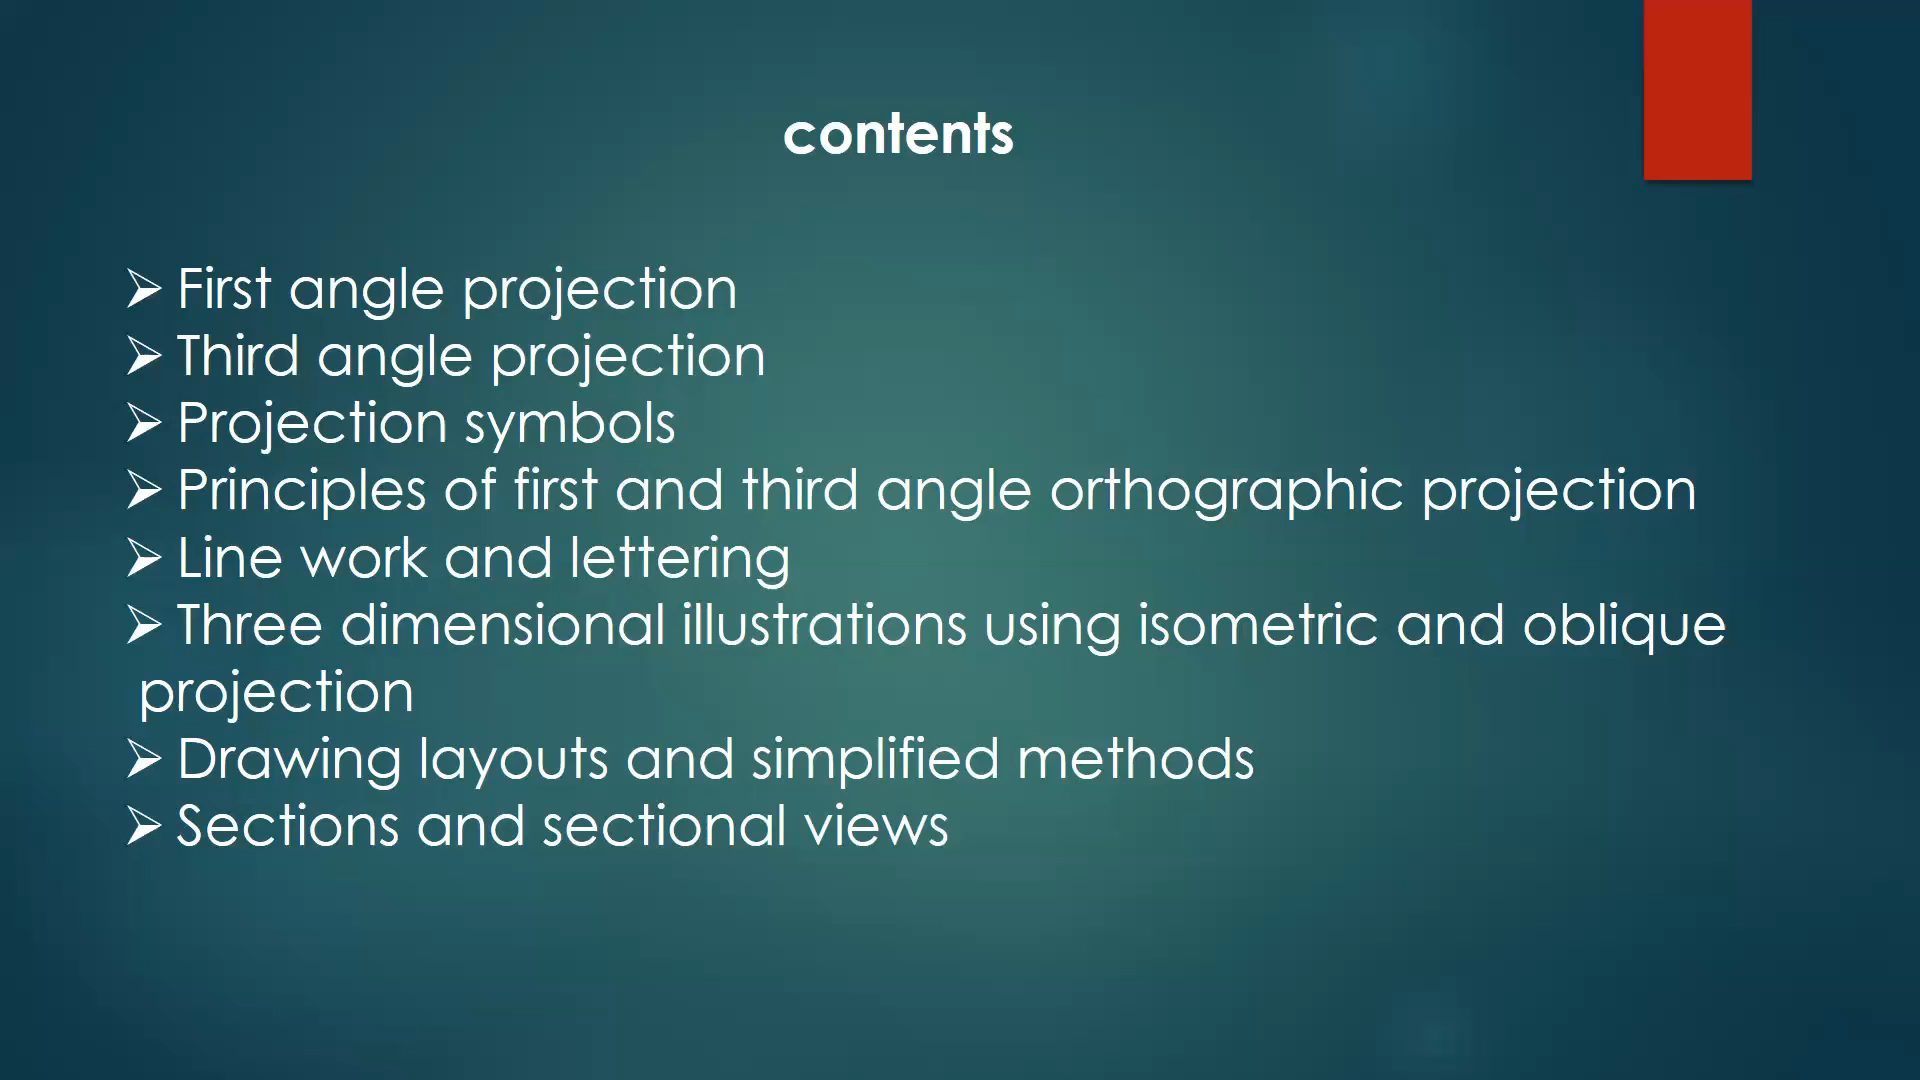 contents
➢ First angle projection
➢ Third angle projection
➢ Projection symbols
➢ Principles of first and third angle orthographic projection
➢ Line work and lettering
➢ Three dimensional illustrations using isometric and oblique
projection
➢ Drawing layouts and simplified methods
➢ Sections and sectional views